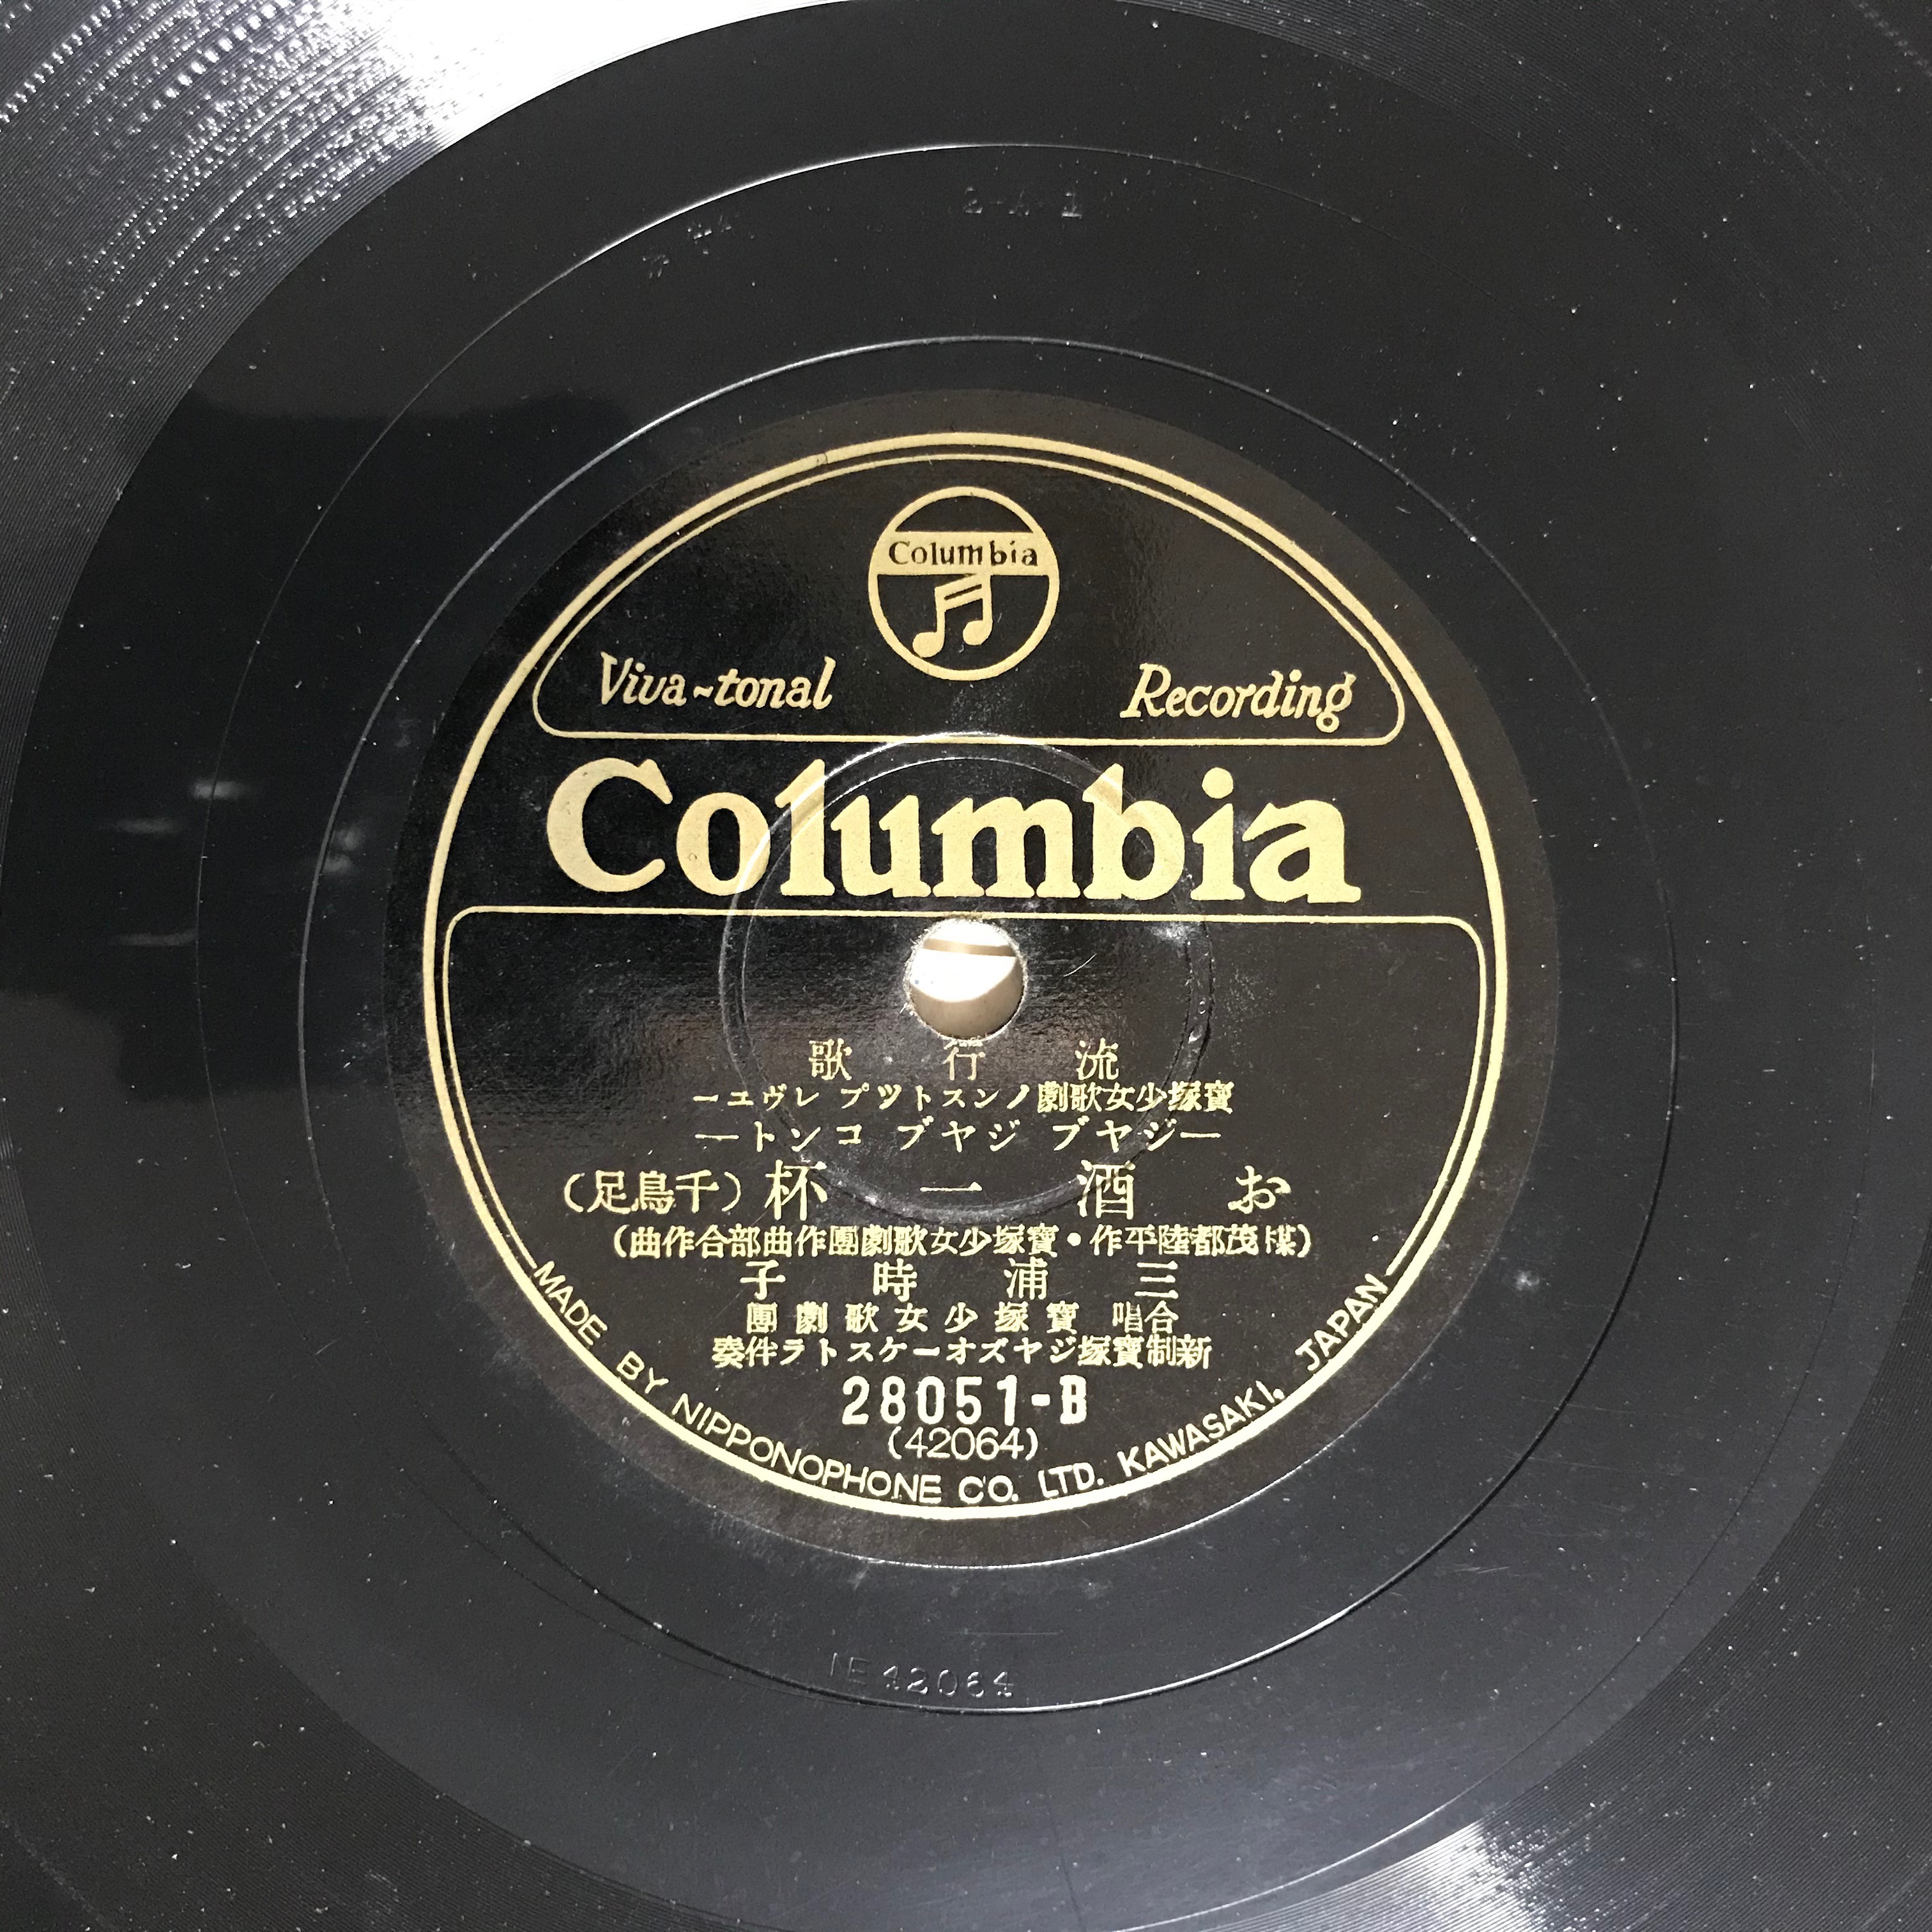 Columbia
Viva-tonal Recording
Columbia
流行歌
寶塚少女歌劇ノンストツプ レヴユー
—ジヤブ ジヤブ コント—
お酒一杯(千鳥足)
(楳茂都陸平作・寶塚少女歌劇團作曲部合作曲)
三浦時子
合唱 寶塚少女歌劇團
新制寶塚ジヤズオーケストラ伴奏
28051-B
(42064)
MADE BY NIPPONOPHONE CO. LTD. KAWASAKI, JAPAN
1E42064